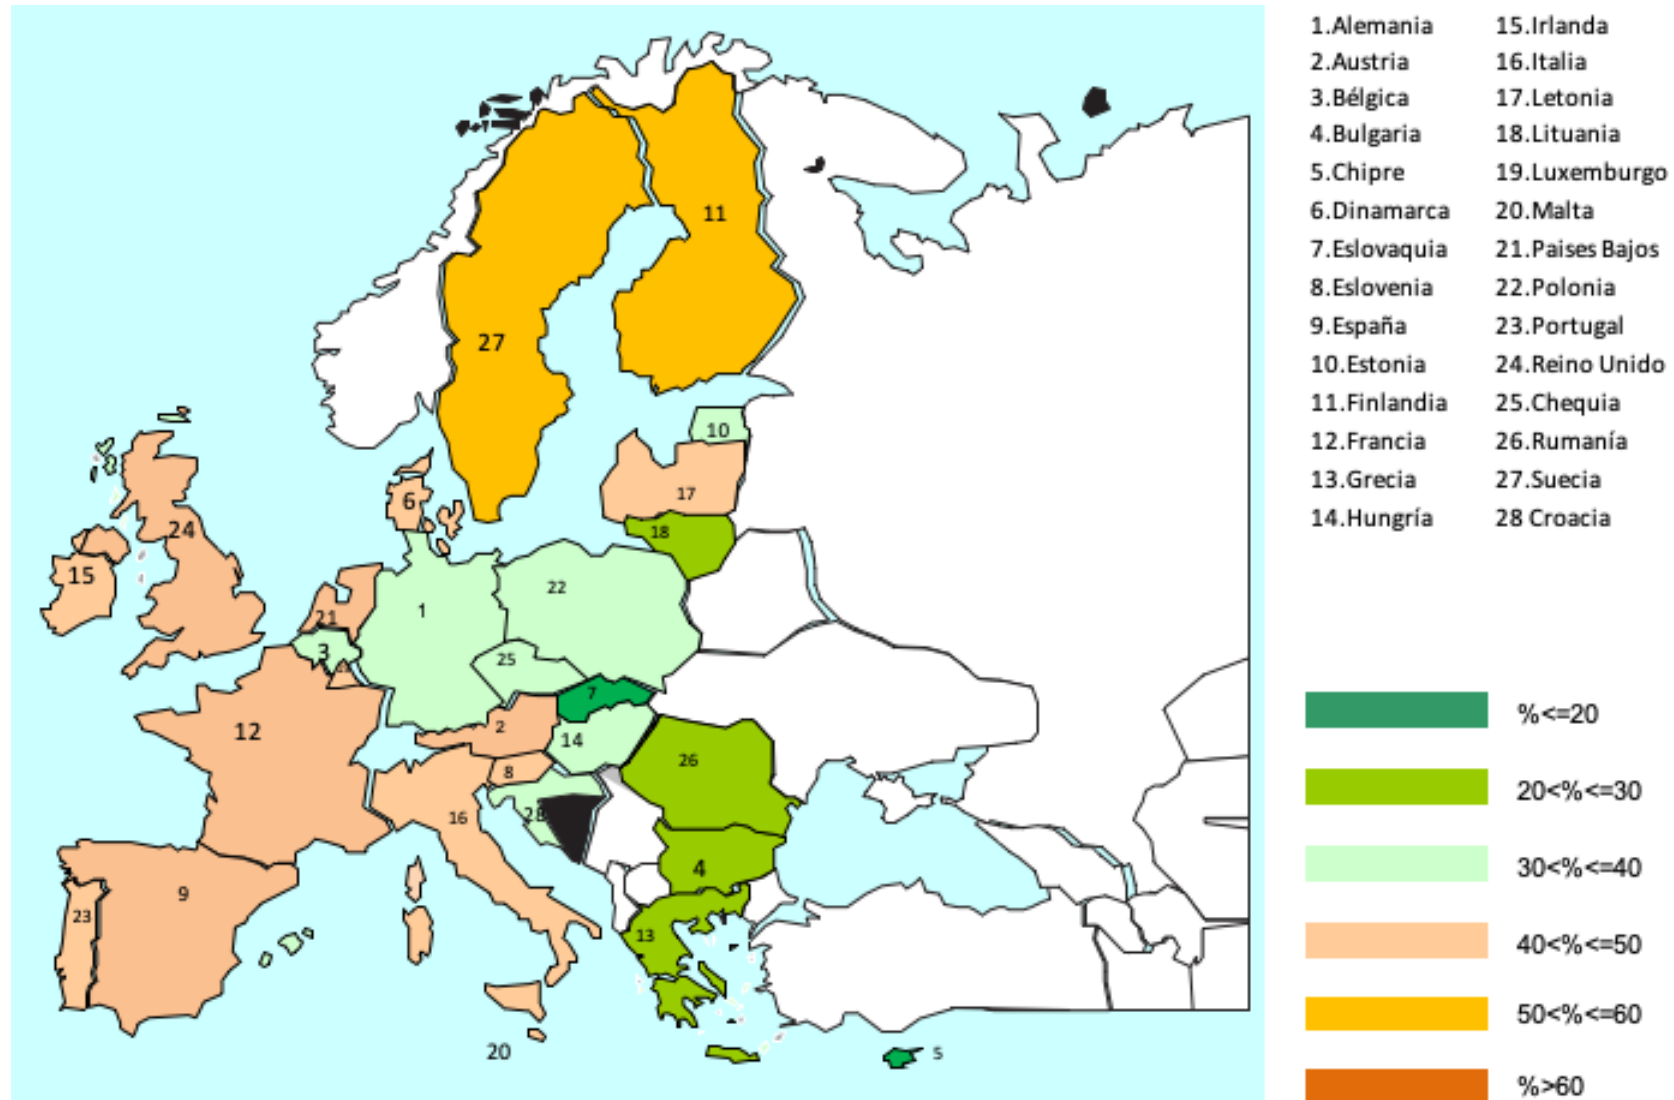 1.Alemania
2.Austria
3.Bélgica
4.Bulgaria
5.Chipre
6.Dinamarca
7.Eslovaquia
8.Eslovenia
9.España
10.Estonia
11.Finlandia
12.Francia
13.Grecia
14.Hungría
15.Irlanda
16.Italia
17.Letonia
18.Lituania
19.Luxemburgo
20.Malta
21.Paises Bajos
22.Polonia
23.Portugal
24.Reino Unido
25.Chequia
26.Rumanía
27.Suecia
28 Croacia
11
27
10
17
18
6
24
15
21
22
1
3
25
7
2
14
12
8
26
28
16
4
9
23
13
20
5
%<=20
20<%<=30
30<%<=40
40<%<=50
50<%<=60
%>60